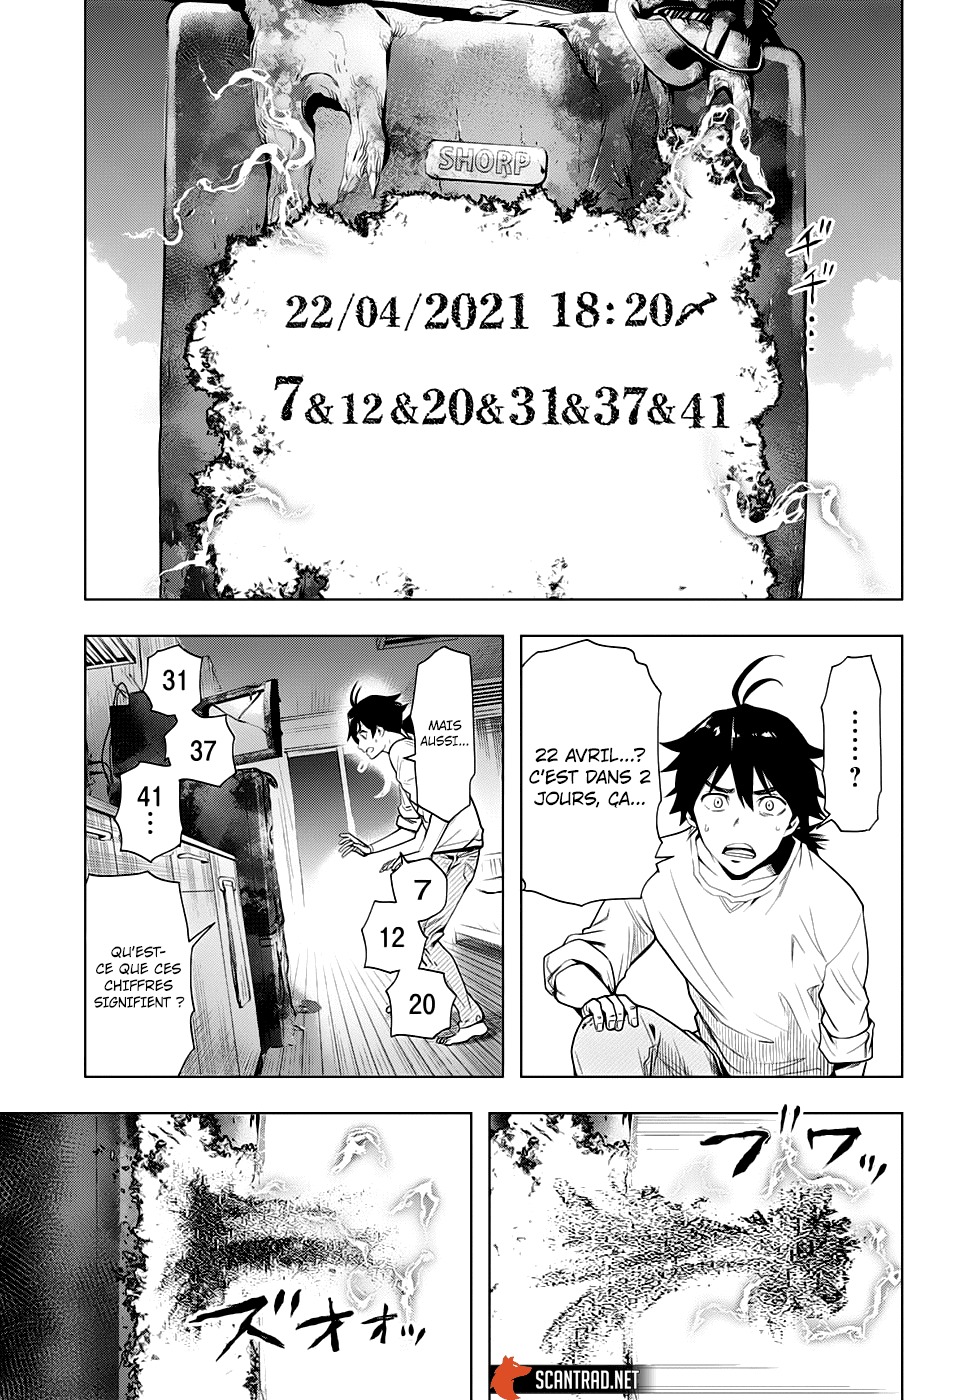 SHORP
ギ
ギ…
22/04/2021 18:20〆
7&12&20&31&37&41
………?
22 AVRIL...?
C'EST DANS 2
JOURS, ÇA...
MAIS
AUSSI...
7
12
20
31
37
41
…
QU'EST-
CE QUE CES
CHIFFRES
SIGNIFIENT ?
ブワッ
ズオオォッ
SCANTRAD.NET